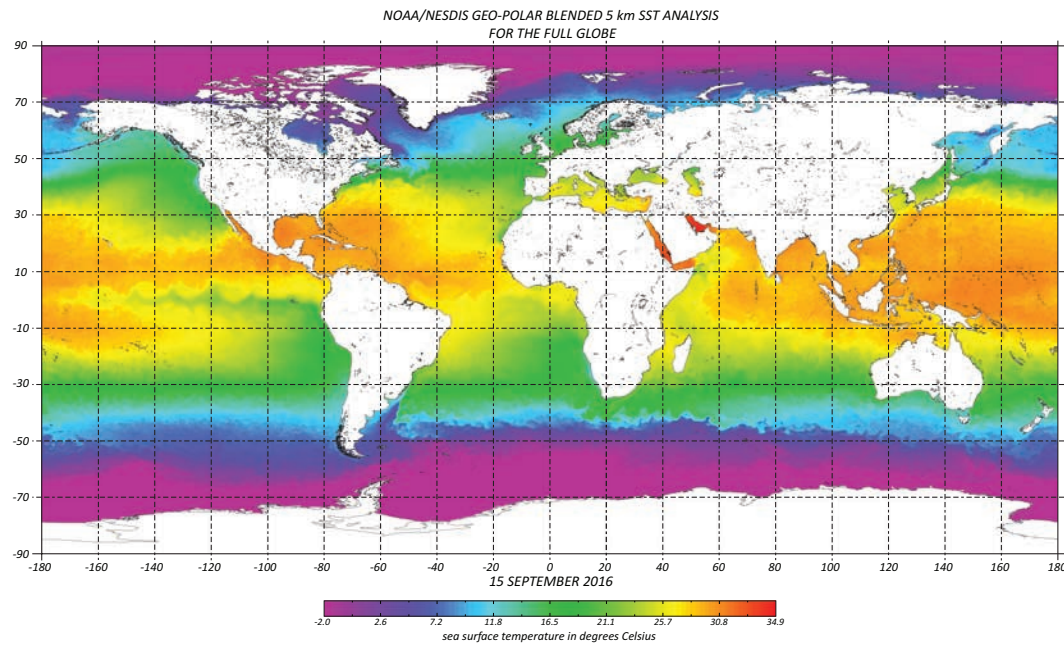 NOAA/NESDIS GEO-POLAR BLENDED 5 km SST ANALYSIS
FOR THE FULL GLOBE
90
70
50
30
10
-10
-30
-50
-70
-90
-180 -160 -140 -120 -100 -80 -60 -40 -20 0 20 40 60 80 100 120 140 160 180
15 SEPTEMBER 2016
-2.0 2.6 7.2 11.8 16.5 21.1 25.7 30.8 34.9
sea surface temperature in degrees Celsius